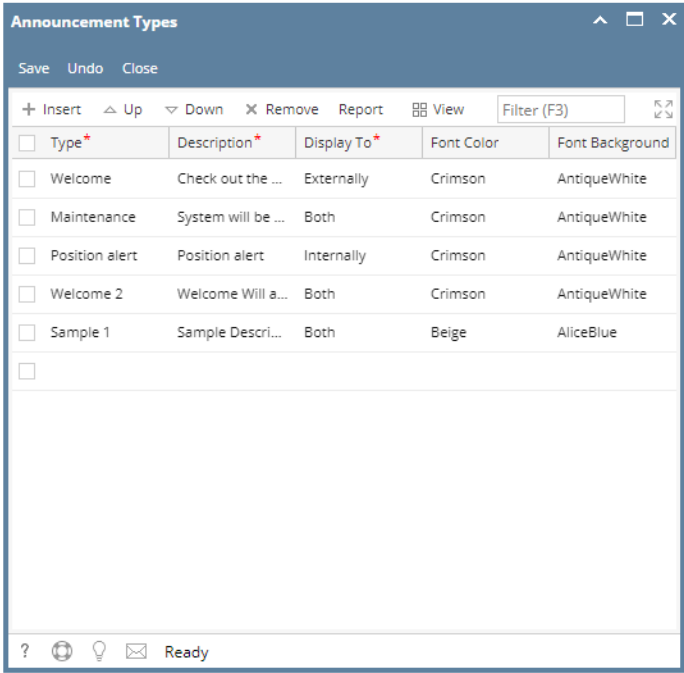 Announcement Types
Save Undo Close
Insert Up Down Remove Report View Filter (F3)
Type* Description* Display To* Font Color Font Background
Welcome Check out the ... Externally Crimson AntiqueWhite
Maintenance System will be ... Both Crimson AntiqueWhite
Position alert Position alert Internally Crimson AntiqueWhite
Welcome 2 Welcome Will a... Both Crimson AntiqueWhite
Sample 1 Sample Descri... Both Beige AliceBlue
? Ready